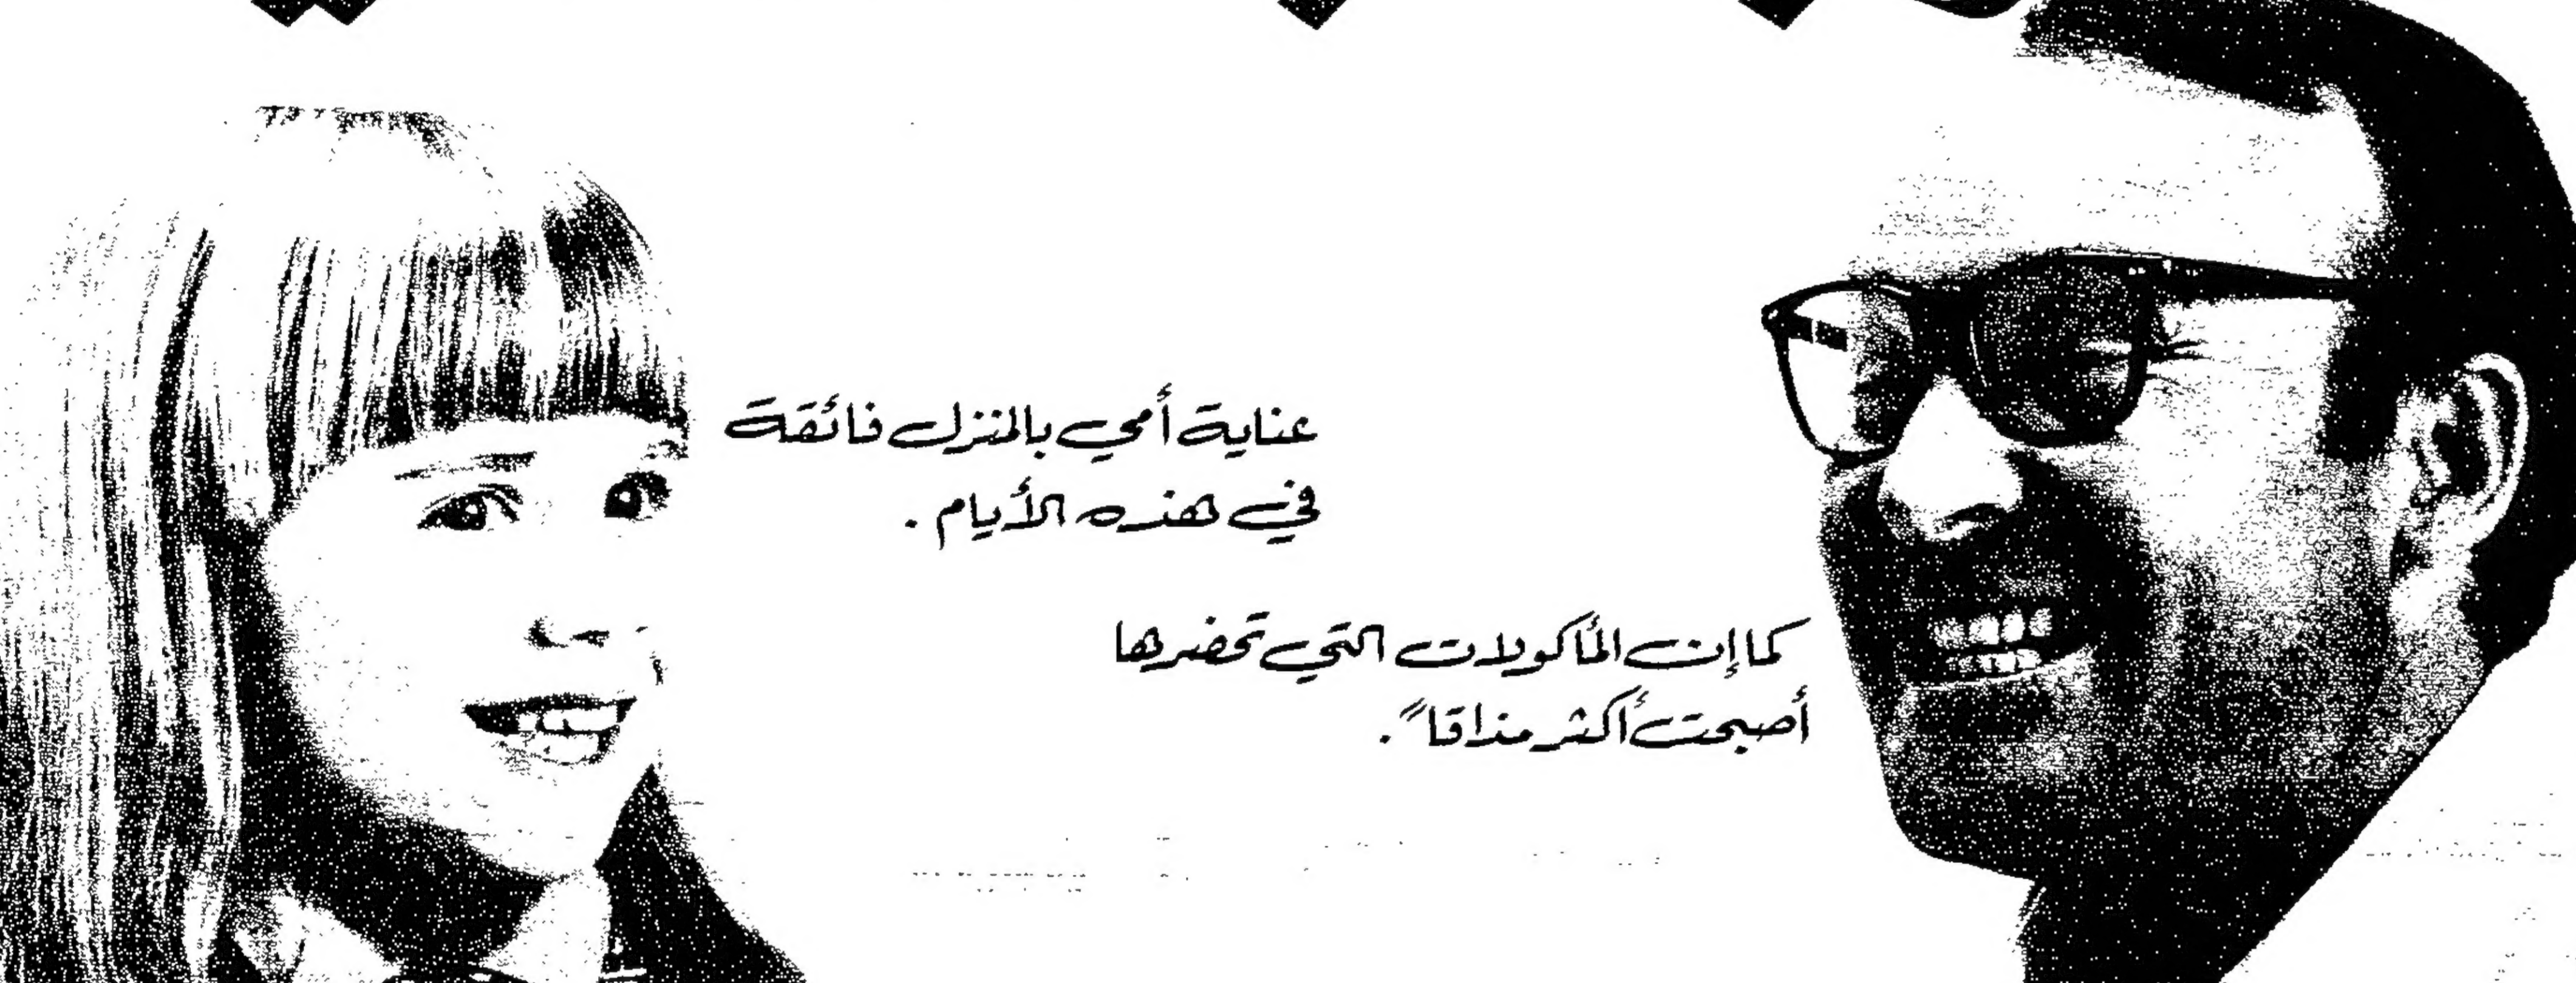 عناية أمي بالمنزل فائقة
في هذه الأيام .
كما إن المأكولات التي تحضرها
أصبحت أكثر مذاقاً .